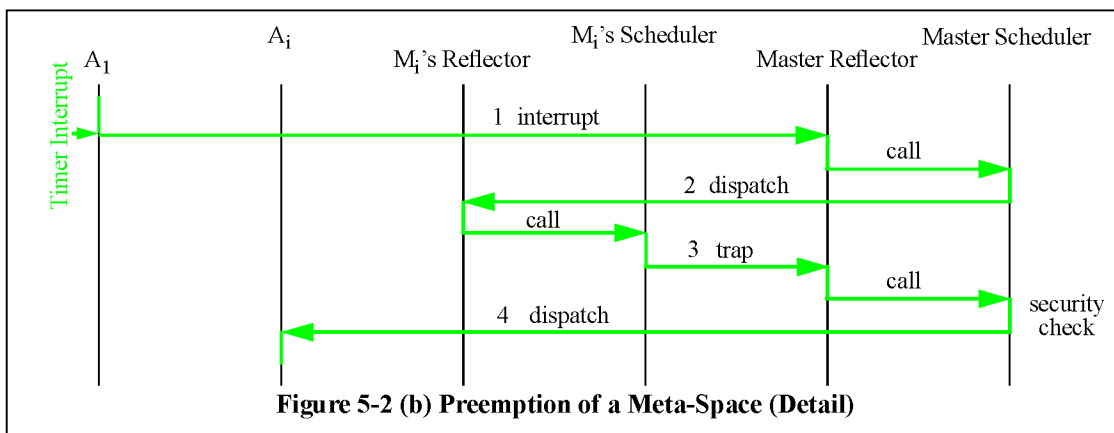 A1
Ai
Mi's Reflector
Mi's Scheduler
Master Reflector
Master Scheduler
Timer Interrupt
1 interrupt
call
2 dispatch
call
3 trap
call
4 dispatch
security
check
Figure 5-2 (b) Preemption of a Meta-Space (Detail)